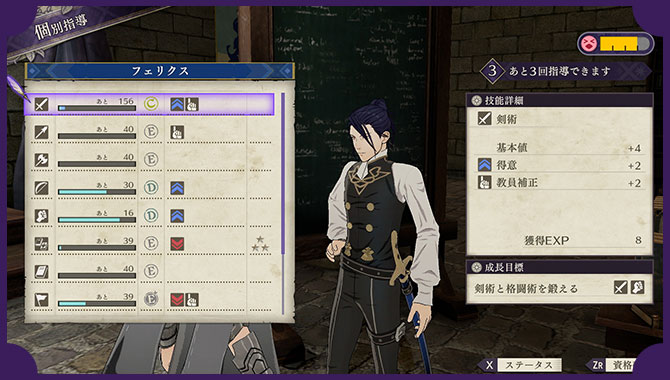 個別指導
フェリクス
あと 156 C
あと 40 E
あと 40 E
あと 30 D
あと 16 D
あと 39 E
あと 40 E
あと 39 E+
3 あと3回指導できます
技能詳細
剣術
基本値 +4
得意 +2
教員補正 +2
獲得EXP 8
成長目標
剣術と格闘術を鍛える
X ステータス
ZR 資格